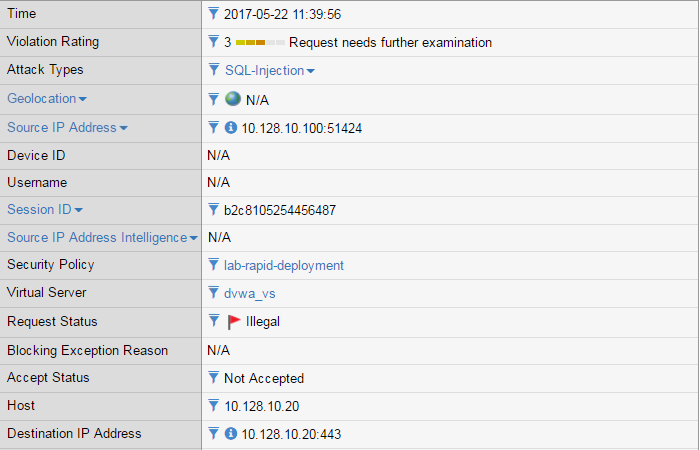 Time 2017-05-22 11:39:56
Violation Rating 3 Request needs further examination
Attack Types SQL-Injection
Geolocation N/A
Source IP Address 10.128.10.100:51424
Device ID N/A
Username N/A
Session ID b2c8105254456487
Source IP Address Intelligence N/A
Security Policy lab-rapid-deployment
Virtual Server dvwa_vs
Request Status Illegal
Blocking Exception Reason N/A
Accept Status Not Accepted
Host 10.128.10.20
Destination IP Address 10.128.10.20:443